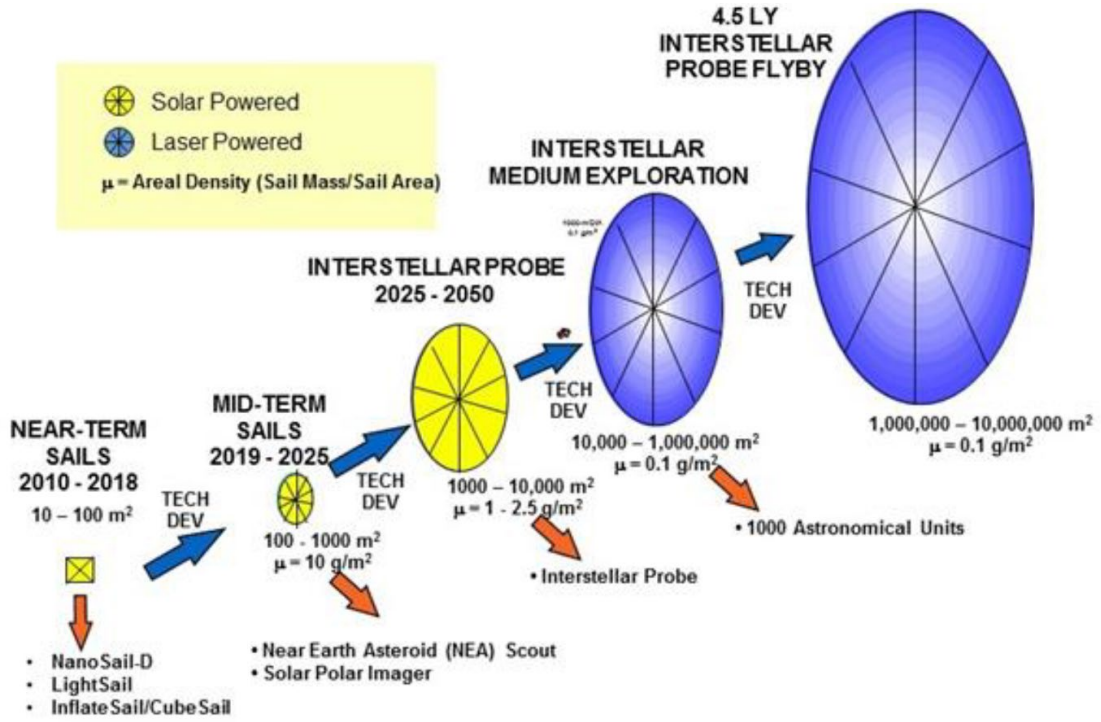 4.5 LY
INTERSTELLAR
PROBE FLYBY
Solar Powered
Laser Powered
μ = Areal Density (Sail Mass/Sail Area)
INTERSTELLAR
MEDIUM EXPLORATION
INTERSTELLAR PROBE
2025 - 2050
TECH
DEV
TECH
DEV
MID-TERM
SAILS
2019 - 2025
NEAR-TERM
SAILS
2010 - 2018
10 – 100 m²
TECH
DEV
TECH
DEV
1,000,000 – 10,000,000 m²
μ = 0.1 g/m²
10,000 – 1,000,000 m²
μ = 0.1 g/m²
1000 – 10,000 m²
μ = 1 - 2.5 g/m²
100 - 1000 m²
μ = 10 g/m²
• 1000 Astronomical Units
• Interstellar Probe
• Near Earth Asteroid (NEA) Scout
• Solar Polar Imager
• NanoSail-D
• LightSail
• InflateSail/CubeSail